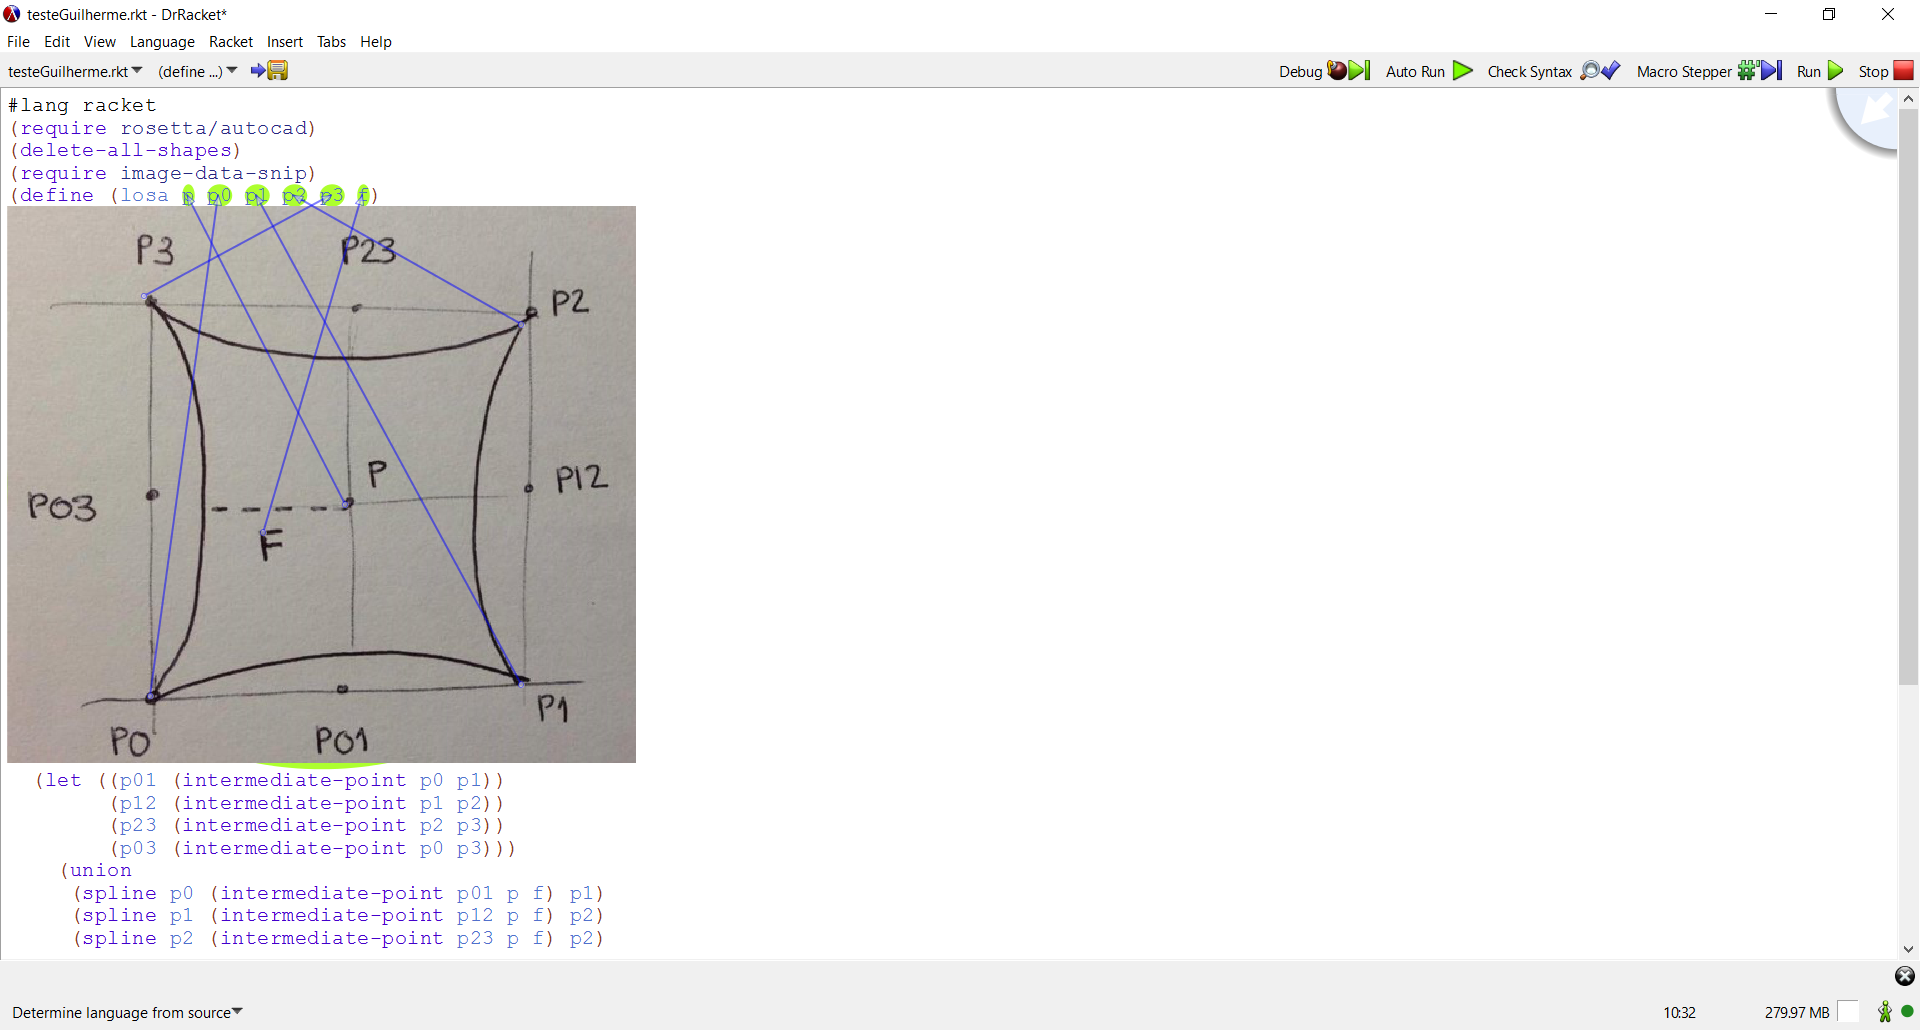 testeGuilherme.rkt - DrRacket*
File Edit View Language Racket Insert Tabs Help
testeGuilherme.rkt (define ...) Debug Auto Run Check Syntax Macro Stepper Run Stop
#lang racket
(require rosetta/autocad)
(delete-all-shapes)
(require image-data-snip)
(define (losa p p0 p1 p2 p3 f)
P3 P23
P2
P
P03 P12
F
P1
P0 P01
(let ((p01 (intermediate-point p0 p1))
(p12 (intermediate-point p1 p2))
(p23 (intermediate-point p2 p3))
(p03 (intermediate-point p0 p3)))
(union
(spline p0 (intermediate-point p01 p f) p1)
(spline p1 (intermediate-point p12 p f) p2)
(spline p2 (intermediate-point p23 p f) p2)
Determine language from source 10:32 279.97 MB